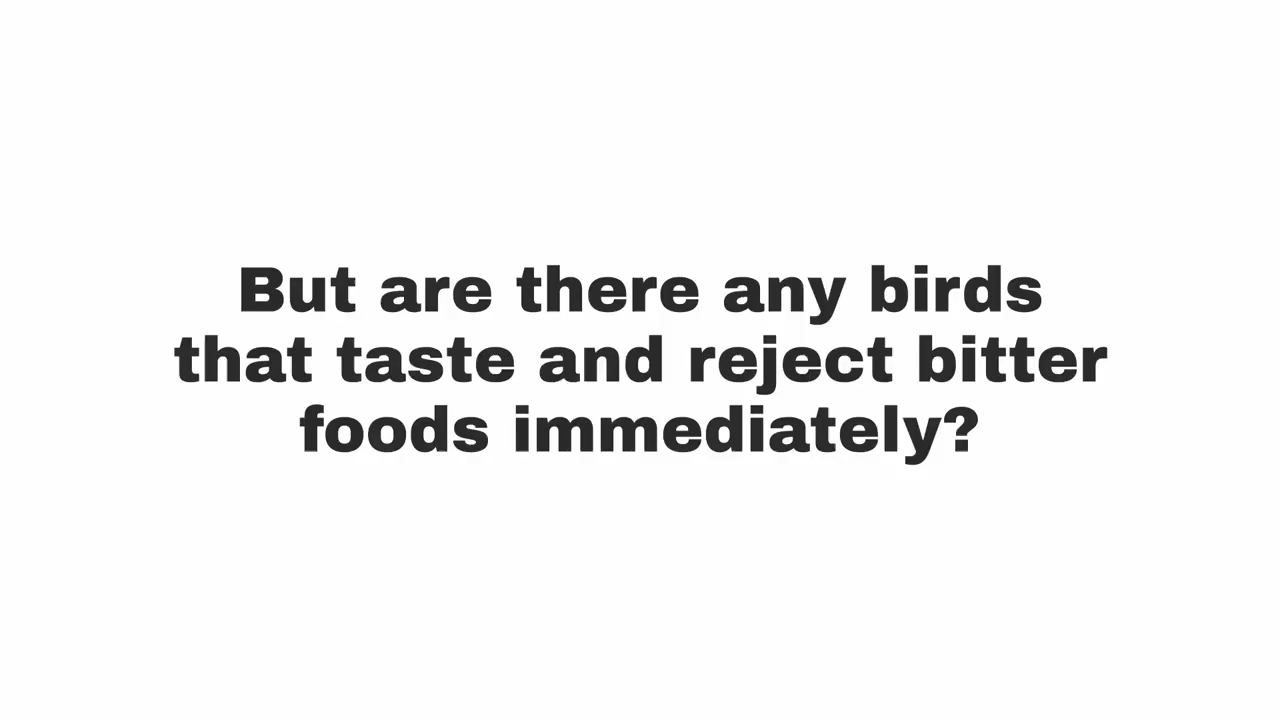 But are there any birds
that taste and reject bitter
foods immediately?